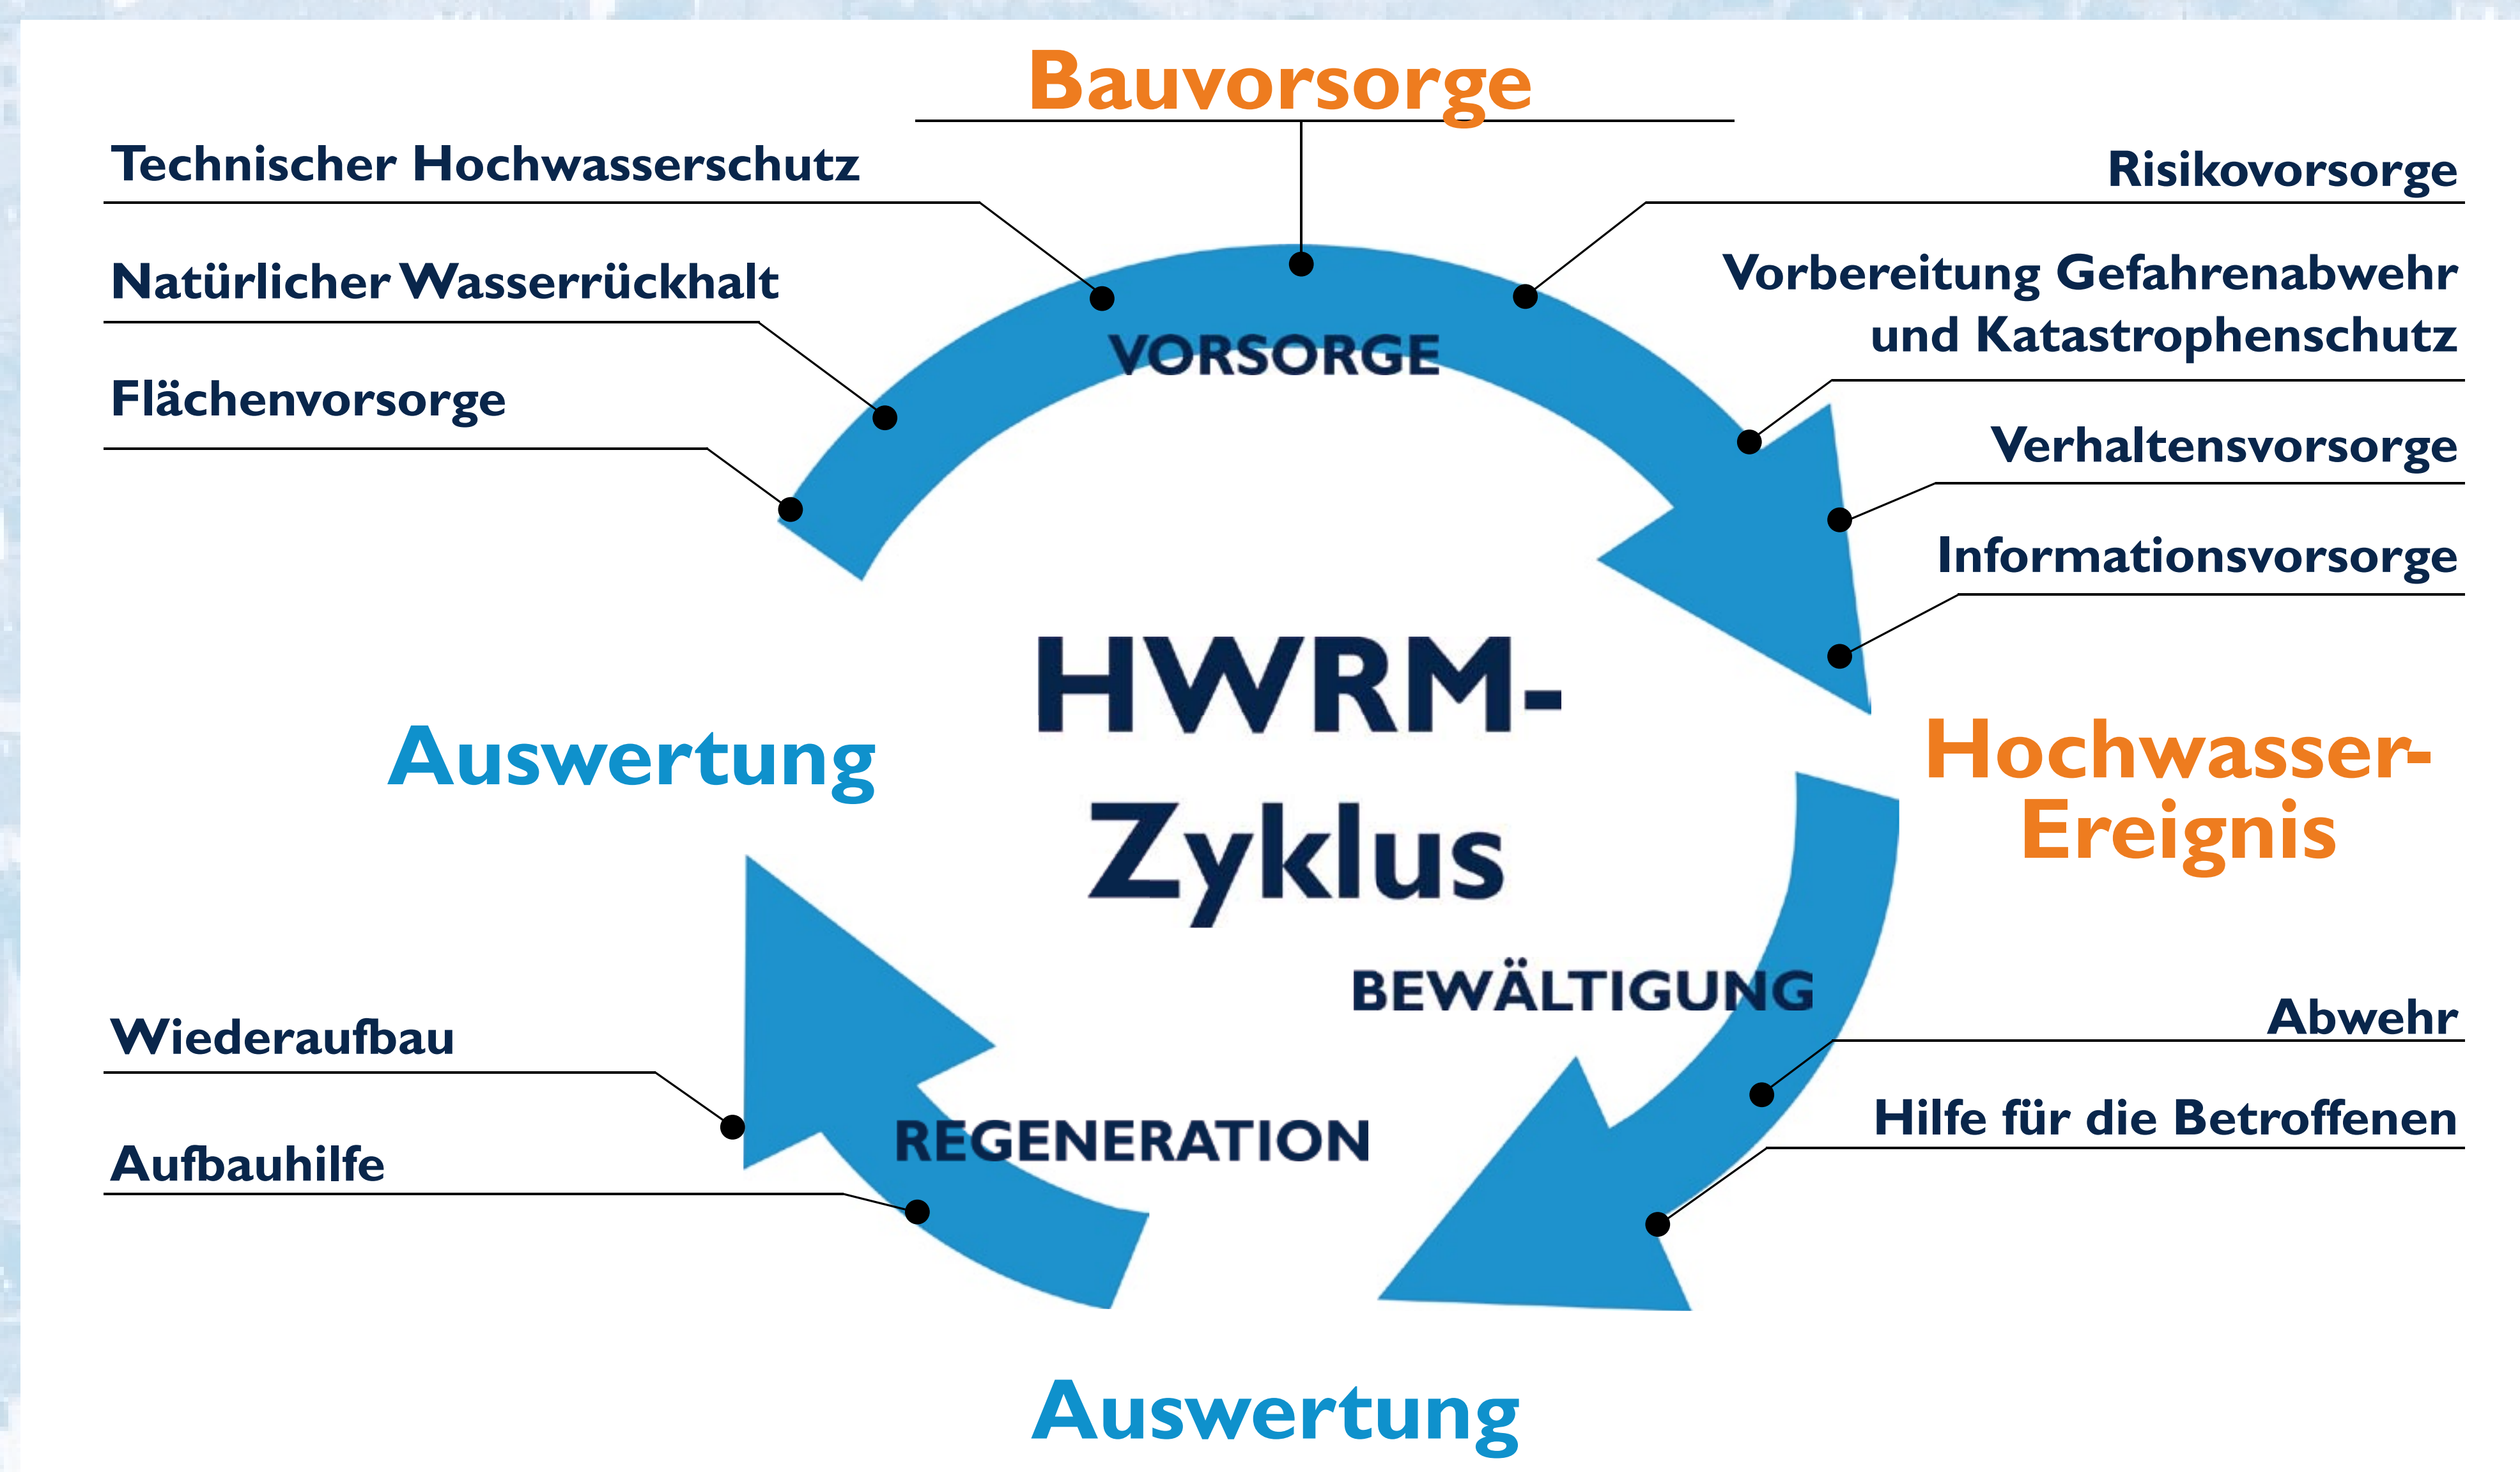 Bauvorsorge
Technischer Hochwasserschutz
Risikovorsorge
Natürlicher Wasserrückhalt
Vorbereitung Gefahrenabwehr
und Katastrophenschutz
VORSORGE
Flächenvorsorge
Verhaltensvorsorge
Informationsvorsorge
HWRM-
Zyklus
Auswertung
Hochwasser-
Ereignis
BEWÄLTIGUNG
Wiederaufbau
Abwehr
REGENERATION
Hilfe für die Betroffenen
Aufbauhilfe
Auswertung